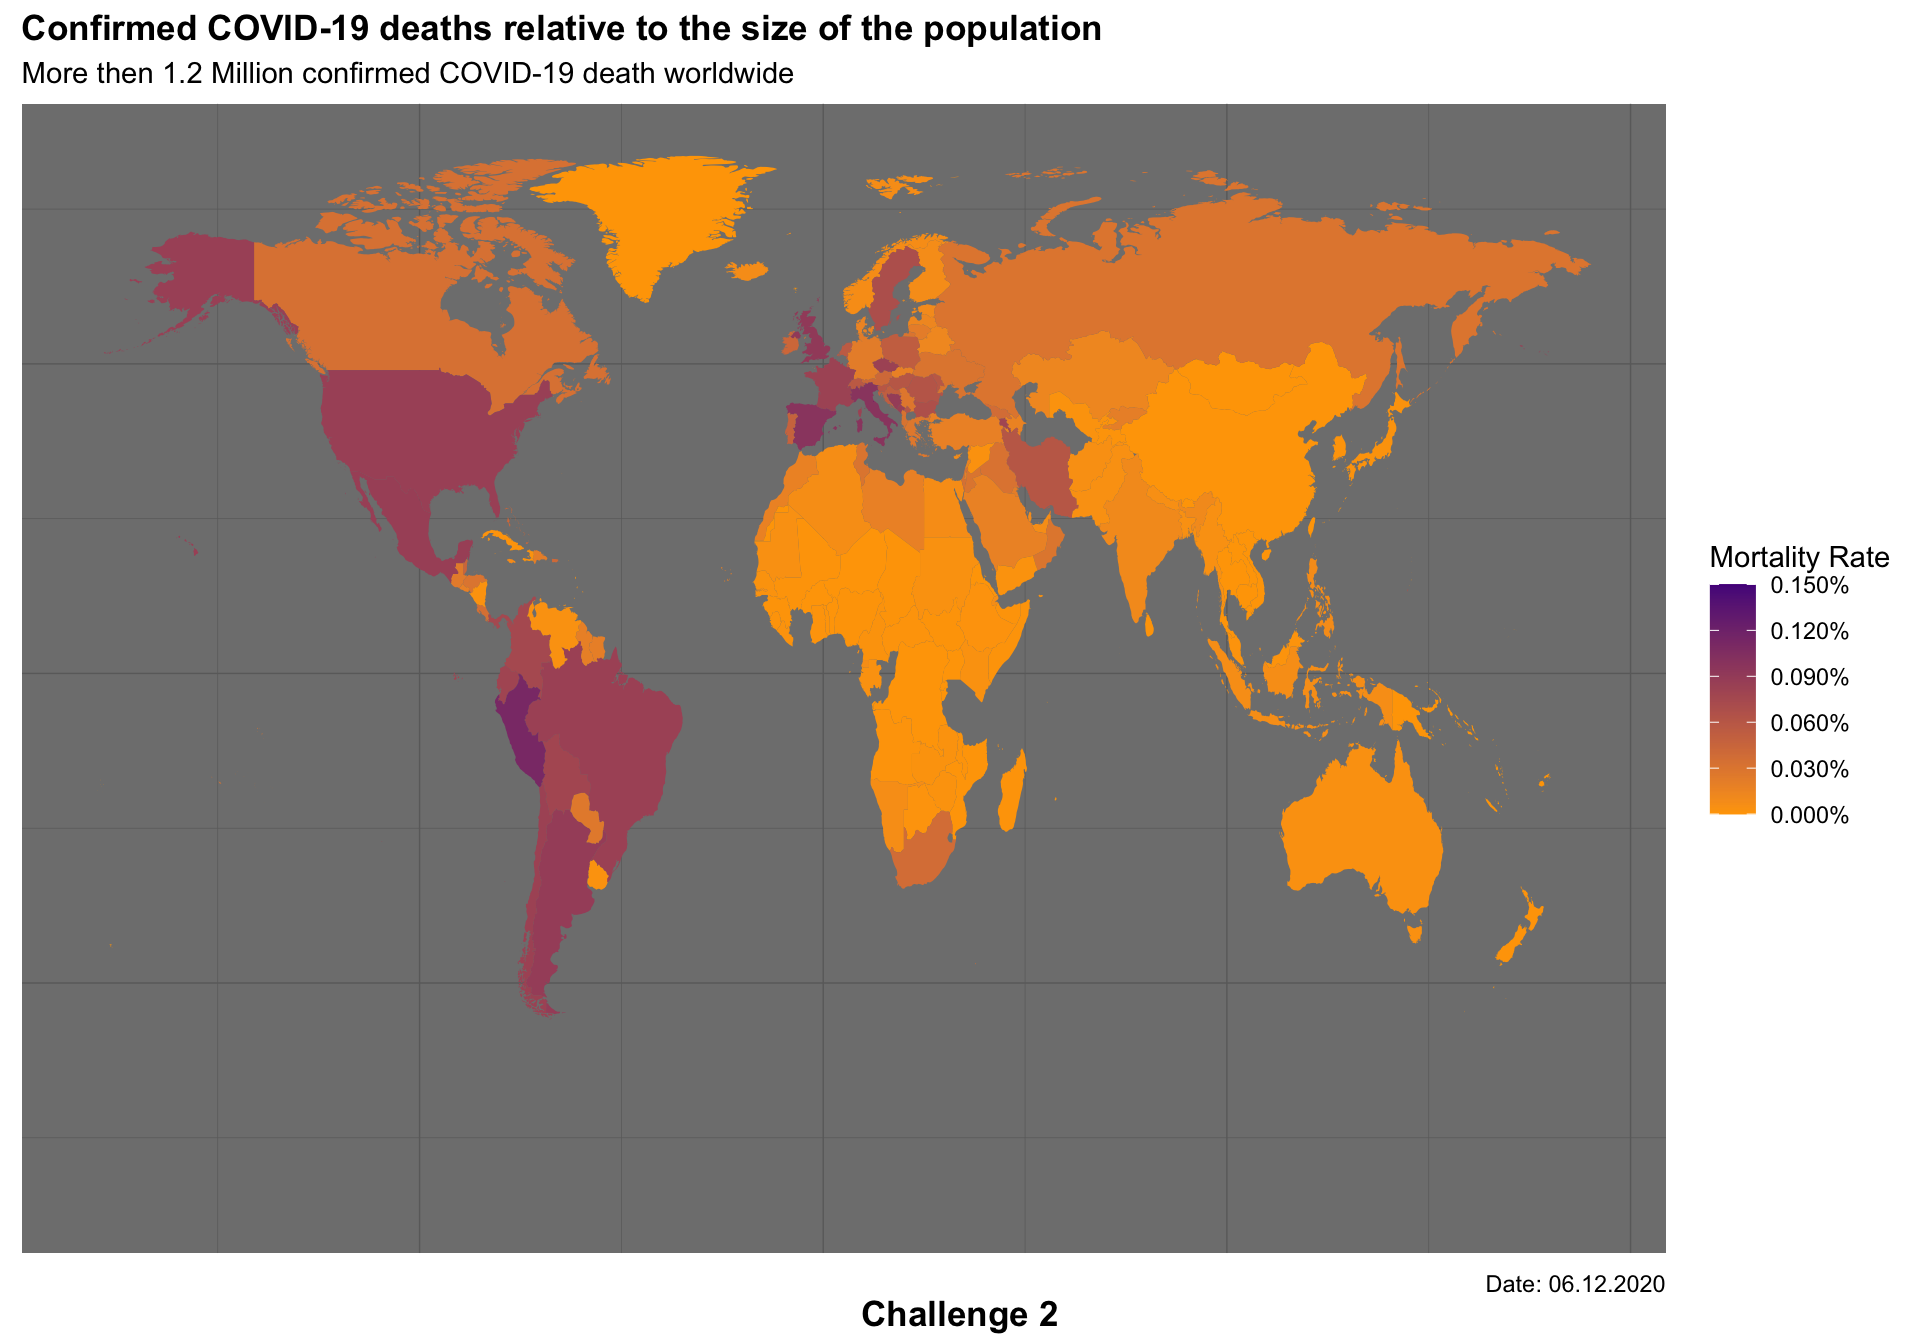 Confirmed COVID-19 deaths relative to the size of the population
More then 1.2 Million confirmed COVID-19 death worldwide
Mortality Rate
0.150%
0.120%
0.090%
0.060%
0.030%
0.000%
Date: 06.12.2020
Challenge 2